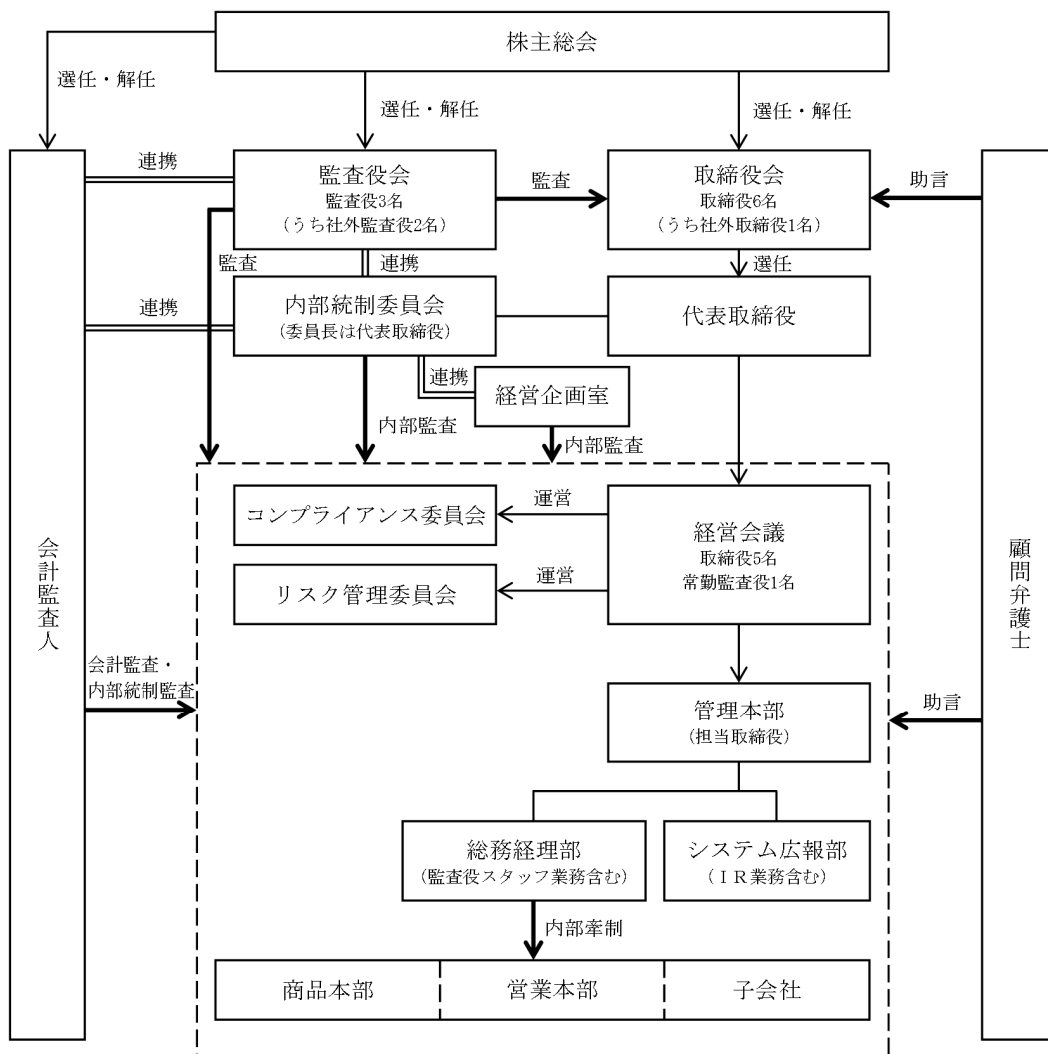 株主総会
選任・解任
選任・解任
選任・解任
監査役会
監査役3名
(うち社外監査役2名)
取締役会
取締役6名
(うち社外取締役1名)
連携
監査
助言
監査
連携
選任
内部統制委員会
(委員長は代表取締役)
代表取締役
連携
連携
経営企画室
内部監査
内部監査
コンプライアンス委員会
運営
経営会議
取締役5名
常勤監査役1名
リスク管理委員会
運営
会計監査人
顧問弁護士
会計監査・
内部統制監査
管理本部
(担当取締役)
助言
総務経理部
(監査役スタッフ業務含む)
システム広報部
(IR業務含む)
内部牽制
商品本部
営業本部
子会社